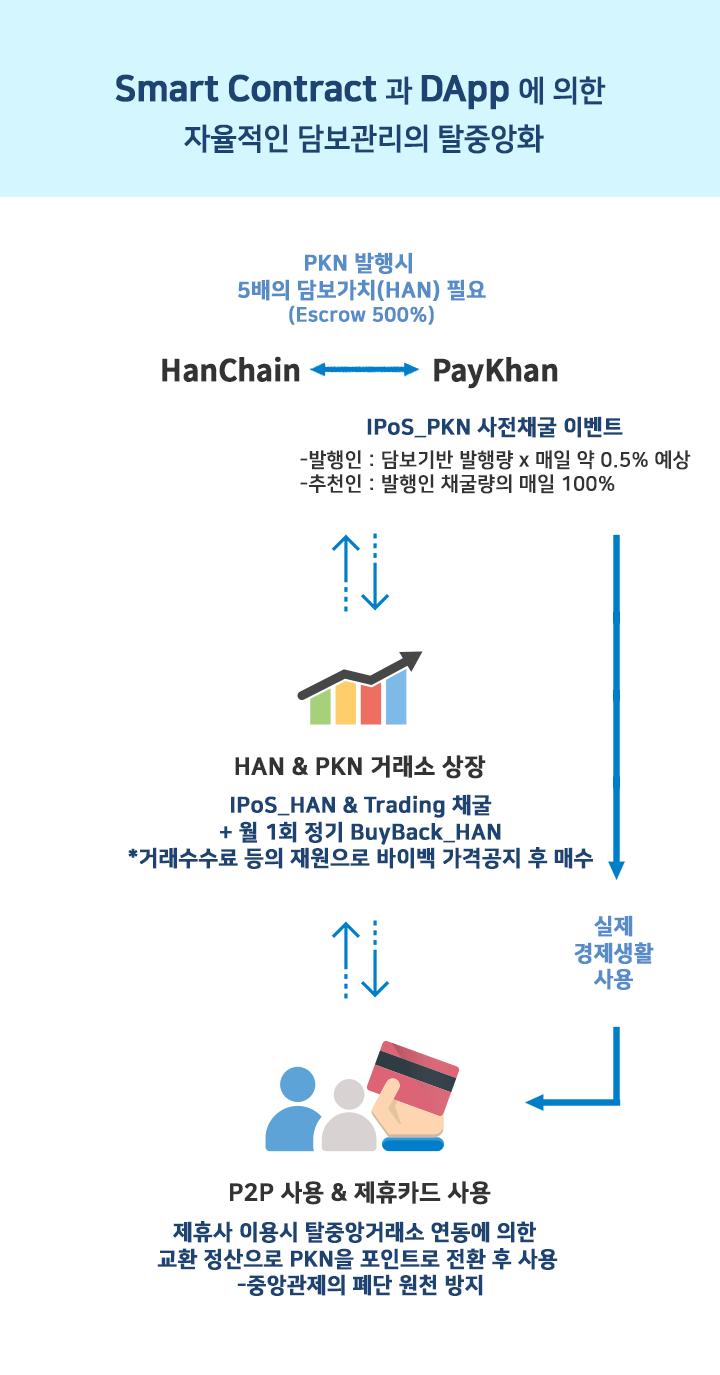 Smart Contract 과 DApp 에 의한
자율적인 담보관리의 탈중앙화
PKN 발행시
5배의 담보가치(HAN) 필요
(Escrow 500%)
HanChain
PayKhan
IPoS_PKN 사전채굴 이벤트
-발행인 : 담보기반 발행량 x 매일 약 0.5% 예상
-추천인 : 발행인 채굴량의 매일 100%
HAN & PKN 거래소 상장
IPoS_HAN & Trading 채굴
+ 월 1회 정기 BuyBack_HAN
*거래수수료 등의 재원으로 바이백 가격공지 후 매수
실제
경제생활
사용
P2P 사용 & 제휴카드 사용
제휴사 이용시 탈중앙거래소 연동에 의한
교환 정산으로 PKN을 포인트로 전환 후 사용
-중앙관제의 폐단 원천 방지